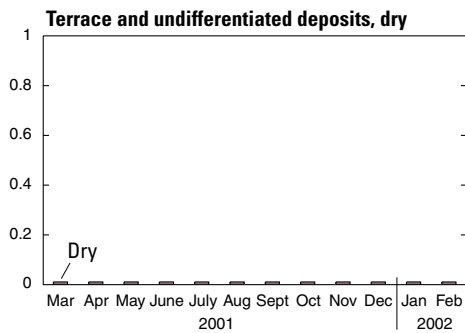 Terrace and undifferentiated deposits, dry
1
0.8
0.6
0.4
0.2
0
Dry
Mar Apr May June July Aug Sept Oct Nov Dec Jan Feb
2001 2002